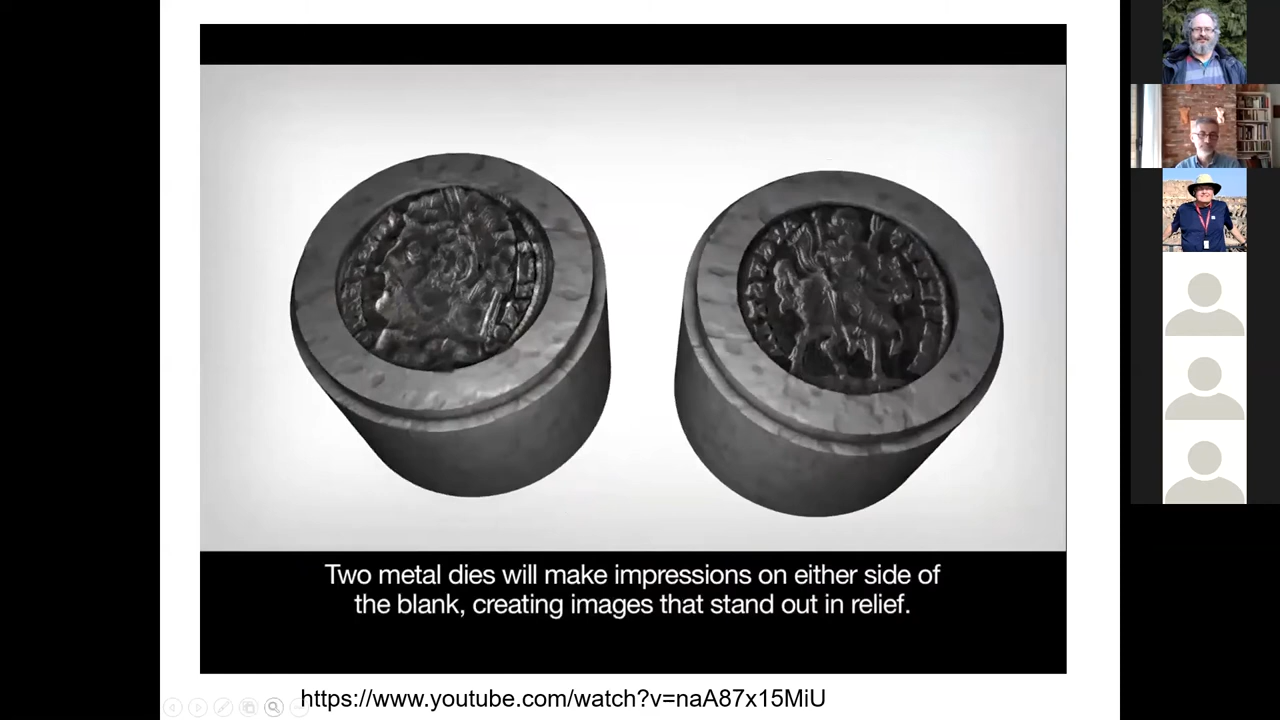 Two metal dies will make impressions on either side of
the blank, creating images that stand out in relief.
https://www.youtube.com/watch?v=naA87x15MiU